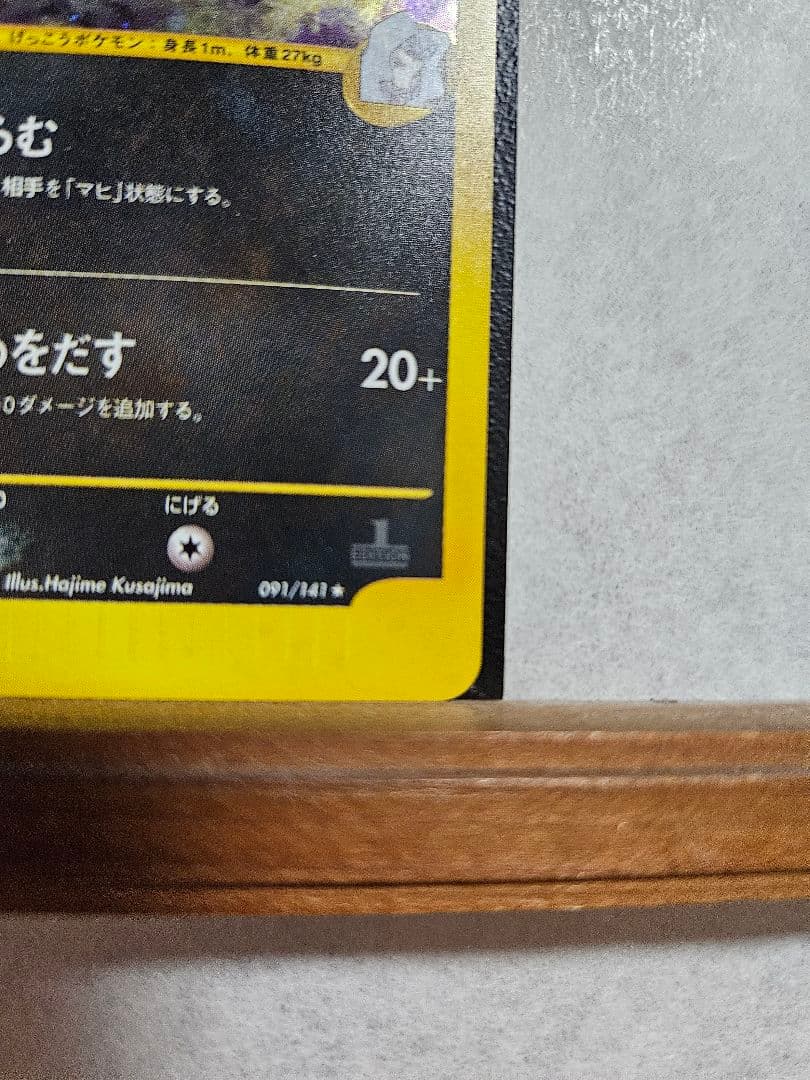 げっこうポケモン：身長1m、体重27kg
らむ
相手を「マヒ」状態にする。
をだす
20+
0ダメージを追加する。
にげる
1
EDITION
Illus.Hajime Kusajima
091/141★